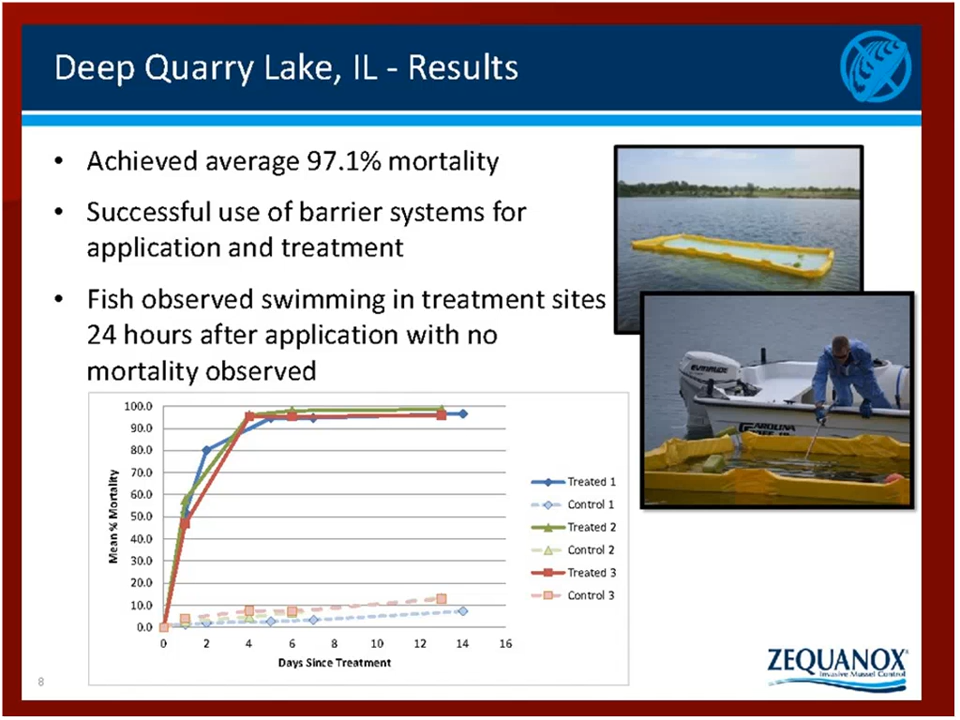 Deep Quarry Lake, IL - Results
• Achieved average 97.1% mortality
• Successful use of barrier systems for
application and treatment
• Fish observed swimming in treatment sites
24 hours after application with no
mortality observed
EVINRUDE
CAROLINA
100.0
90.0
80.0
70.0
60.0
50.0
40.0
30.0
20.0
10.0
0.0
Mean % Mortality
0 2 4 6 8 10 12 13 14 16
Days Since Treatment
Treated 1
Control 1
Treated 2
Control 2
Treated 3
Control 3
ZEQUANOX®
Invasive Mussel Control
8